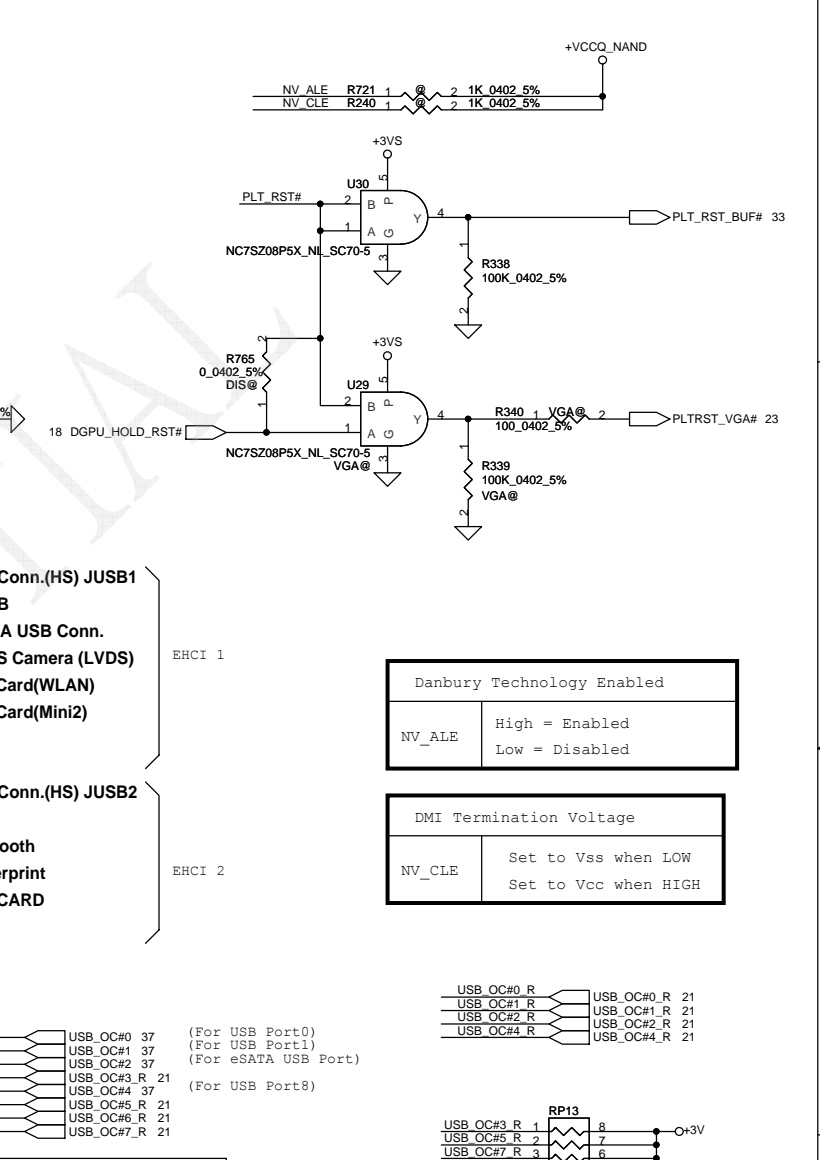 +VCCQ_NAND
NV_ALE R721 1 @ 2 1K_0402_5%
NV_CLE R240 1 @ 2 1K_0402_5%
+3VS
U30
5
PLT_RST#
2 B P
Y 4
1 A G
3
PLT_RST_BUF# 33
NC7SZ08P5X_NL_SC70-5
1
R338
100K_0402_5%
2
+3VS
2
R765
0_0402_5%
DIS@
1
U29
5
2 B P
Y 4
1 A G
3
%
18 DGPU_HOLD_RST#
R340 1 VGA@ 2
100_0402_5%
PLTRST_VGA# 23
NC7SZ08P5X_NL_SC70-5
VGA@
1
R339
100K_0402_5%
VGA@
2
TIAL
Conn.(HS) JUSB1
B
A USB Conn.
S Camera (LVDS)
Card(WLAN)
Card(Mini2)
EHCI 1
Danbury Technology Enabled
NV_ALE
High = Enabled
Low = Disabled
Conn.(HS) JUSB2
ooth
erprint
CARD
EHCI 2
DMI Termination Voltage
NV_CLE
Set to Vss when LOW
Set to Vcc when HIGH
USB_OC#0_R USB_OC#0_R 21
USB_OC#1_R USB_OC#1_R 21
USB_OC#2_R USB_OC#2_R 21
USB_OC#4_R USB_OC#4_R 21
USB_OC#0 37 (For USB Port0)
USB_OC#1 37 (For USB Port1)
USB_OC#2 37 (For eSATA USB Port)
USB_OC#3_R 21
USB_OC#4 37 (For USB Port8)
USB_OC#5_R 21
USB_OC#6_R 21
USB_OC#7_R 21
RP13
USB_OC#3_R 1 8 +3V
USB_OC#5_R 2 7
USB_OC#7_R 3 6